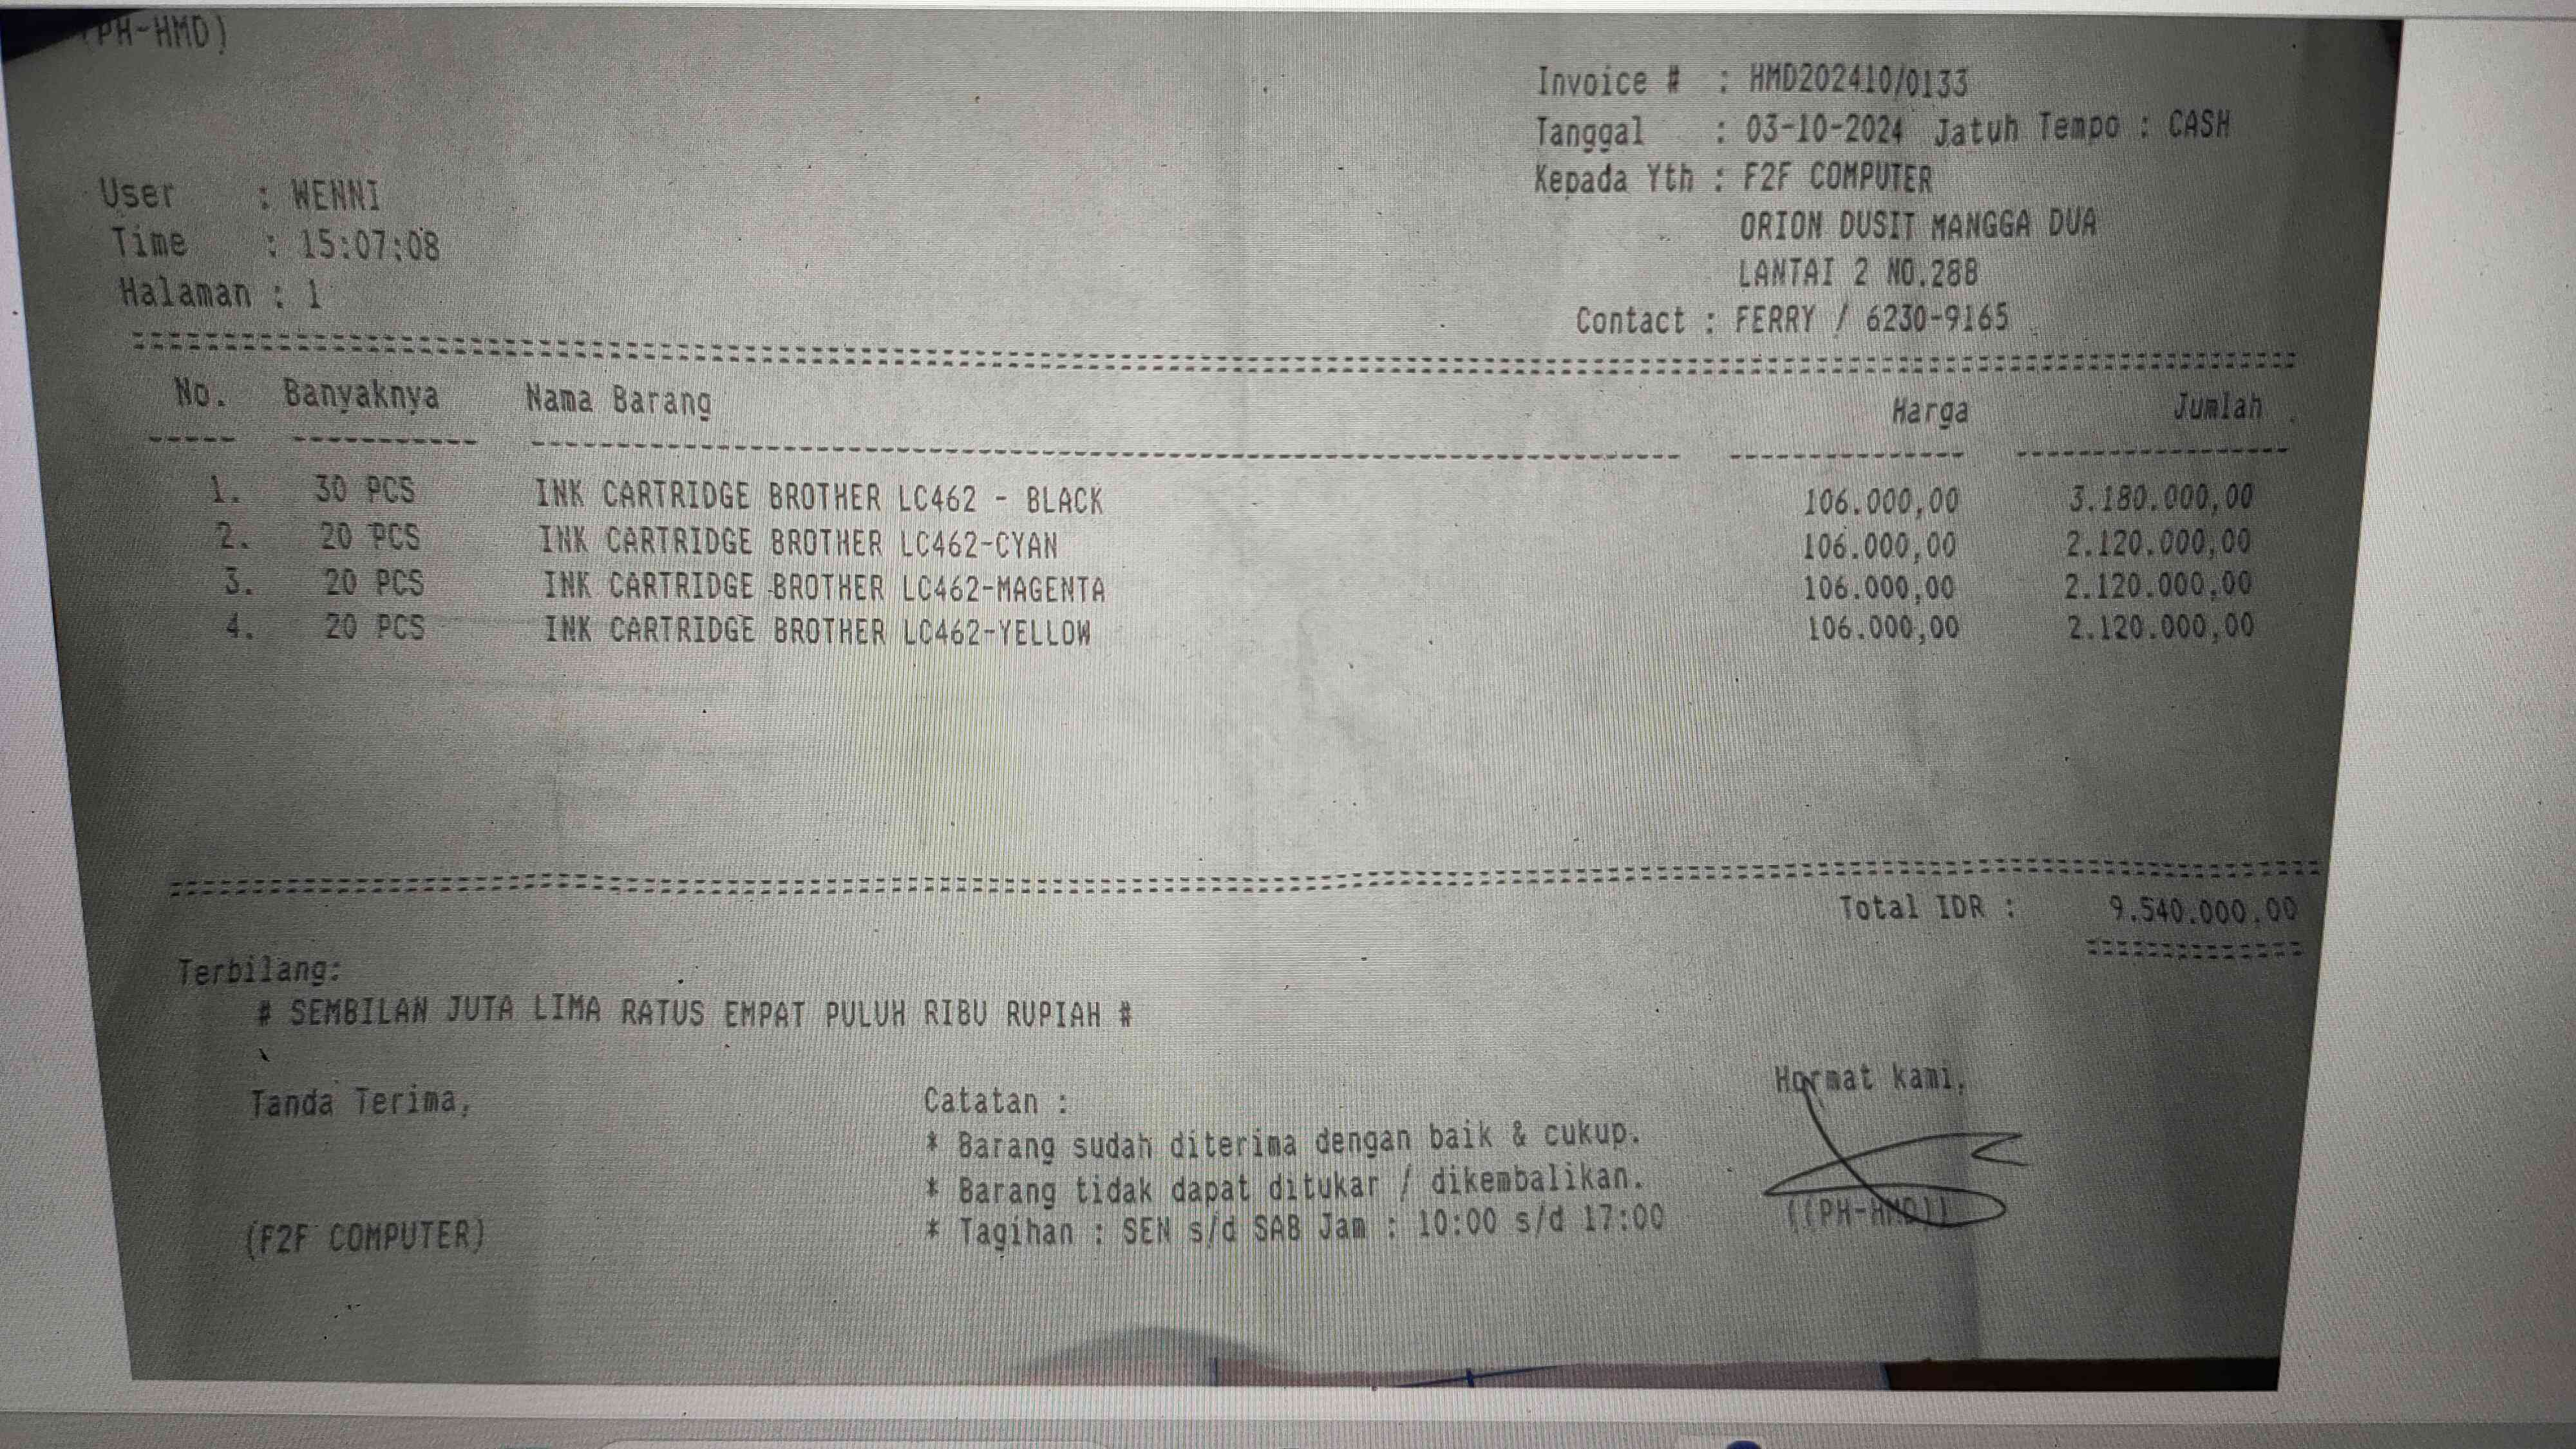 (PH-HMD)
Invoice # : HMD202410/0133
Tanggal : 03-10-2024 Jatuh Tempo : CASH
Kepada Yth : F2F COMPUTER
ORION DUSIT MANGGA DUA
LANTAI 2 NO.288
Contact : FERRY / 6230-9165
User : WENNI
Time : 15:07:08
Halaman : 1
No. Banyaknya Nama Barang Harga Jumlah
1. 30 PCS INK CARTRIDGE BROTHER LC462 - BLACK 106.000,00 3.180.000,00
2. 20 PCS INK CARTRIDGE BROTHER LC462-CYAN 106.000,00 2.120.000,00
3. 20 PCS INK CARTRIDGE BROTHER LC462-MAGENTA 106.000,00 2.120.000,00
4. 20 PCS INK CARTRIDGE BROTHER LC462-YELLOW 106.000,00 2.120.000,00
Total IDR : 9.540.000.00
Terbilang:
# SEMBILAN JUTA LIMA RATUS EMPAT PULUH RIBU RUPIAH #
Tanda Terima,
(F2F COMPUTER)
Catatan :
* Barang sudah diterima dengan baik & cukup.
* Barang tidak dapat ditukar / dikembalikan.
* Tagihan : SEN s/d SAB Jam : 10:00 s/d 17:00
Hormat kami,
((PH-HMD))